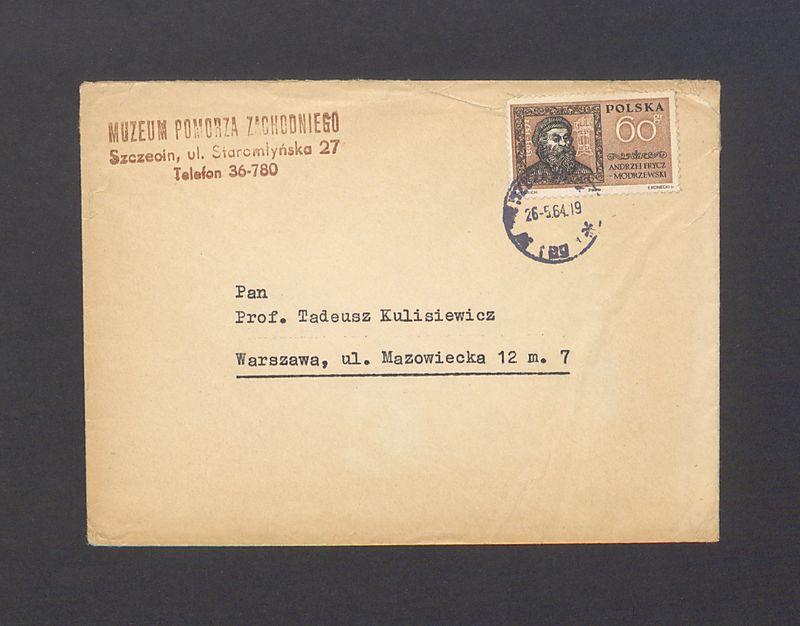 MUZEUM POMORZA ZACHODNIEGO
Szczecin, ul. Staromłyńska 27
Telefon 36-780
POLSKA
60 gr
ANDRZEJ FRYCZ
-MODRZEWSKI
26-5.64.19
Pan
Prof. Tadeusz Kulisiewicz
Warszawa, ul. Mazowiecka 12 m. 7